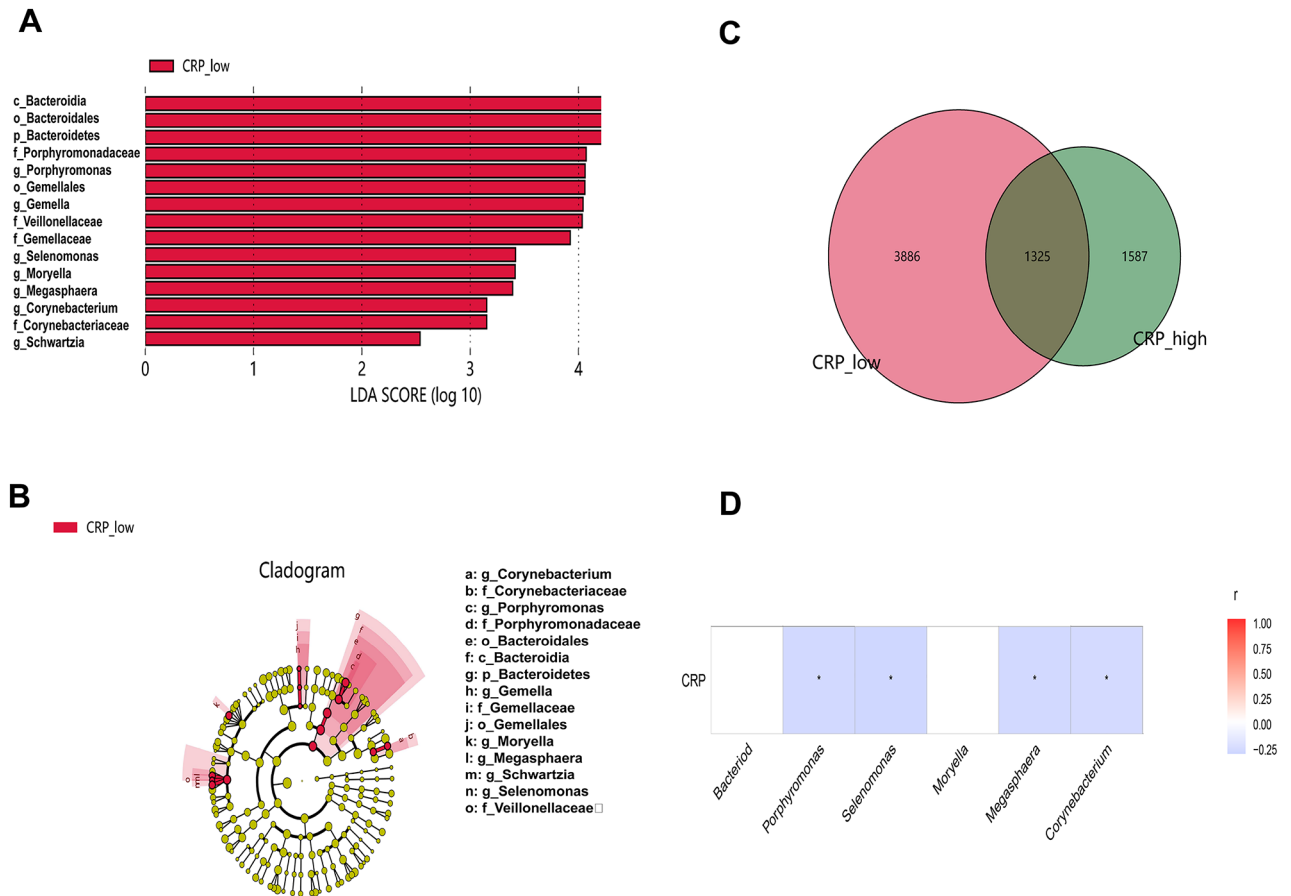 A
CRP_low
c_Bacteroidia
o_Bacteroidales
p_Bacteroidetes
f_Porphyromonadaceae
g_Porphyromonas
o_Gemellales
g_Gemella
f_Veillonellaceae
f_Gemellaceae
g_Selenomonas
g_Moryella
g_Megasphaera
g_Corynebacterium
f_Corynebacteriaceae
g_Schwartzia
0 1 2 3 4
LDA SCORE (log 10)
C
3886 1325 1587
CRP_low
CRP_high
B
CRP_low
Cladogram
j
i
h
g
f
e
d
c
b
a
k
o
m
l
a: g_Corynebacterium
b: f_Corynebacteriaceae
c: g_Porphyromonas
d: f_Porphyromonadaceae
e: o_Bacteroidales
f: c_Bacteroidia
g: p_Bacteroidetes
h: g_Gemella
i: f_Gemellaceae
j: o_Gemellales
k: g_Moryella
l: g_Megasphaera
m: g_Schwartzia
n: g_Selenomonas
o: f_Veillonellaceae□
D
CRP
* * * *
Bacteriod
Porphyromonas
Selenomonas
Moryella
Megasphaera
Corynebacterium
r
1.00
0.75
0.50
0.25
0.00
−0.25